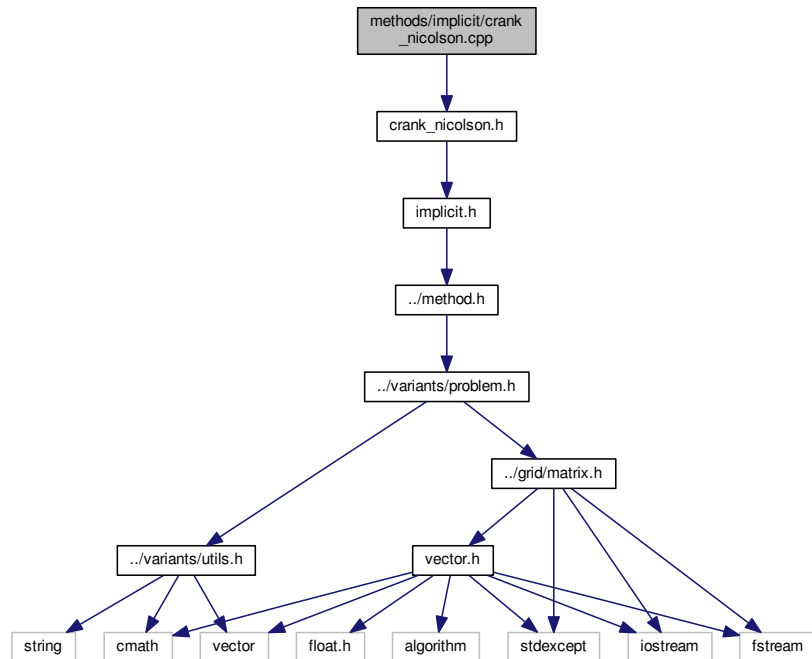 methods/implicit/crank
_nicolson.cpp
crank_nicolson.h
implicit.h
../method.h
../variants/problem.h
../grid/matrix.h
../variants/utils.h
vector.h
string
cmath
vector
float.h
algorithm
stdexcept
iostream
fstream